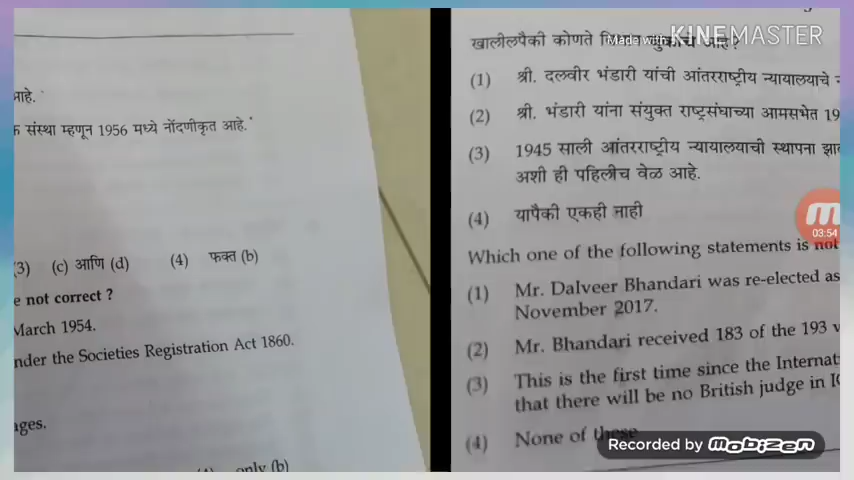 आहे.
संस्था म्हणून 1956 मध्ये नोंदणीकृत आहे.
(3) (c) आणि (d) (4) फक्त (b)
e not correct ?
March 1954.
nder the Societies Registration Act 1860.
ages.
(4) only (b)
Made with KINEMASTER
खालीलपैकी कोणते चुकीचे आहे?
(1) श्री. दलवीर भंडारी यांची आंतरराष्ट्रीय न्यायालयाचे
(2) श्री. भंडारी यांना संयुक्त राष्ट्रसंघाच्या आमसभेत 19
(3) 1945 साली आंतरराष्ट्रीय न्यायालयाची स्थापना झा
अशी ही पहिलीच वेळ आहे.
(4) यापैकी एकही नाही
03:54
Which one of the following statements is not
(1) Mr. Dalveer Bhandari was re-elected as
November 2017.
(2) Mr. Bhandari received 183 of the 193 v
(3) This is the first time since the Internat
that there will be no British judge in I
(4) None of these
Recorded by mobizen